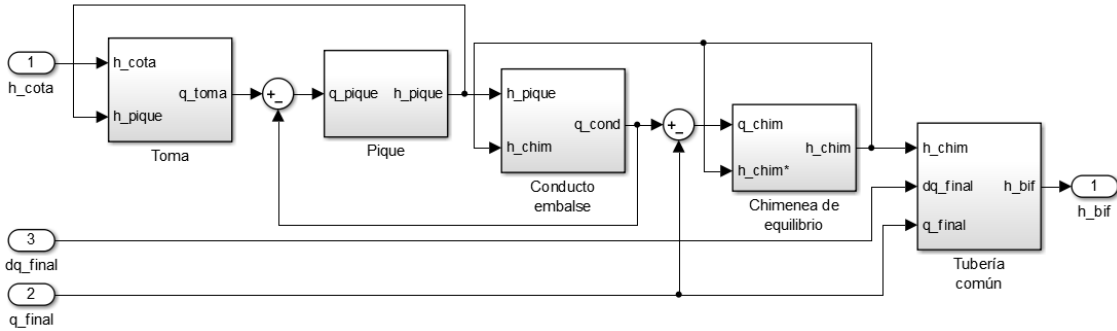 1
h_cota
h_cota
h_pique
q_toma
Toma
+
−
q_pique
h_pique
Pique
h_pique
h_chim
q_cond
Conducto
embalse
+
−
q_chim
h_chim*
h_chim
Chimenea de
equilibrio
h_chim
dq_final
q_final
h_bif
Tubería
común
1
h_bif
3
dq_final
2
q_final